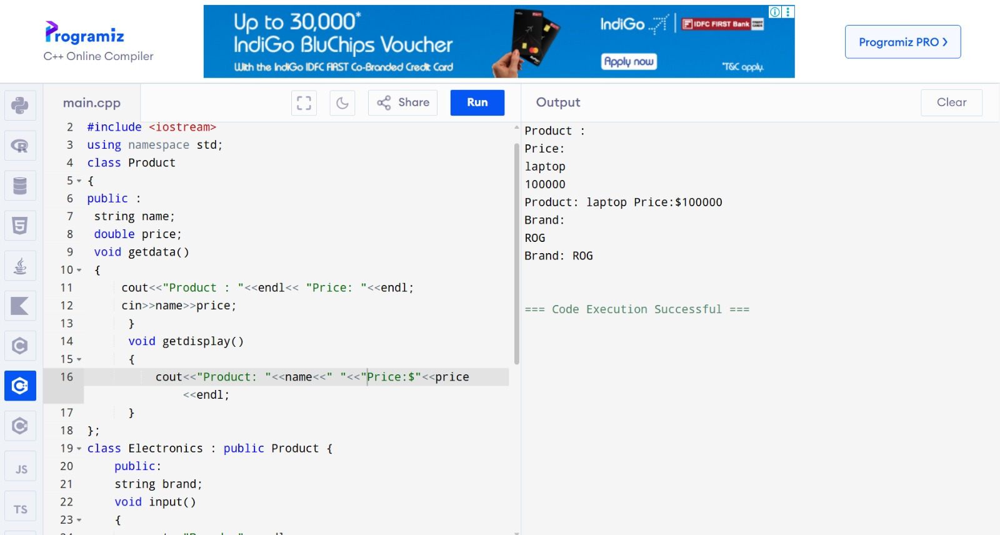 Programiz
C++ Online Compiler
Up to 30,000*
IndiGo BluChips Voucher
With the IndiGo IDFC FIRST Co-Branded Credit Card
IndiGo
IDFC FIRST Bank
Apply now
*T&C apply.
Programiz PRO
main.cpp
Share
Run
Output
Clear
2 #include <iostream>
3 using namespace std;
4 class Product
5 {
6 public :
7 string name;
8 double price;
9 void getdata()
10 {
11 cout<<"Product : "<<endl<< "Price: "<<endl;
12 cin>>name>>price;
13 }
14 void getdisplay()
15 {
16 cout<<"Product: "<<name<<" "<<"Price:$"<<price
<<endl;
17 }
18 };
19 class Electronics : public Product {
20 public:
21 string brand;
22 void input()
23 {
Product :
Price:
laptop
100000
Product: laptop Price:$100000
Brand:
ROG
Brand: ROG
=== Code Execution Successful ===
R
5
C
C
C
JS
TS